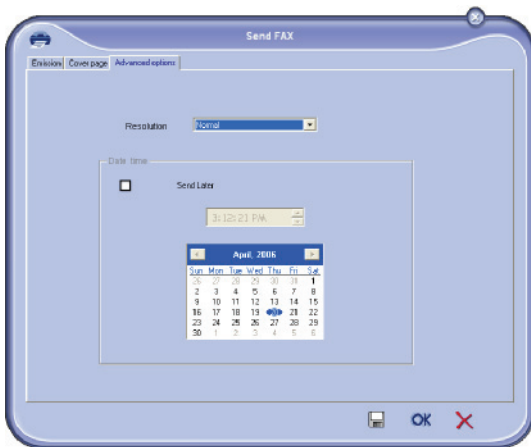 Send FAX
Emission Cover page Advanced options
Resolution Normal
Date time
Send Later
3:12:21 PM
April, 2006
Sun Mon Tue Wed Thu Fri Sat
26 27 28 29 30 31 1
2 3 4 5 6 7 8
9 10 11 12 13 14 15
16 17 18 19 21 22
23 24 25 26 27 28 29
30 1 2 3 4 5 6
OK